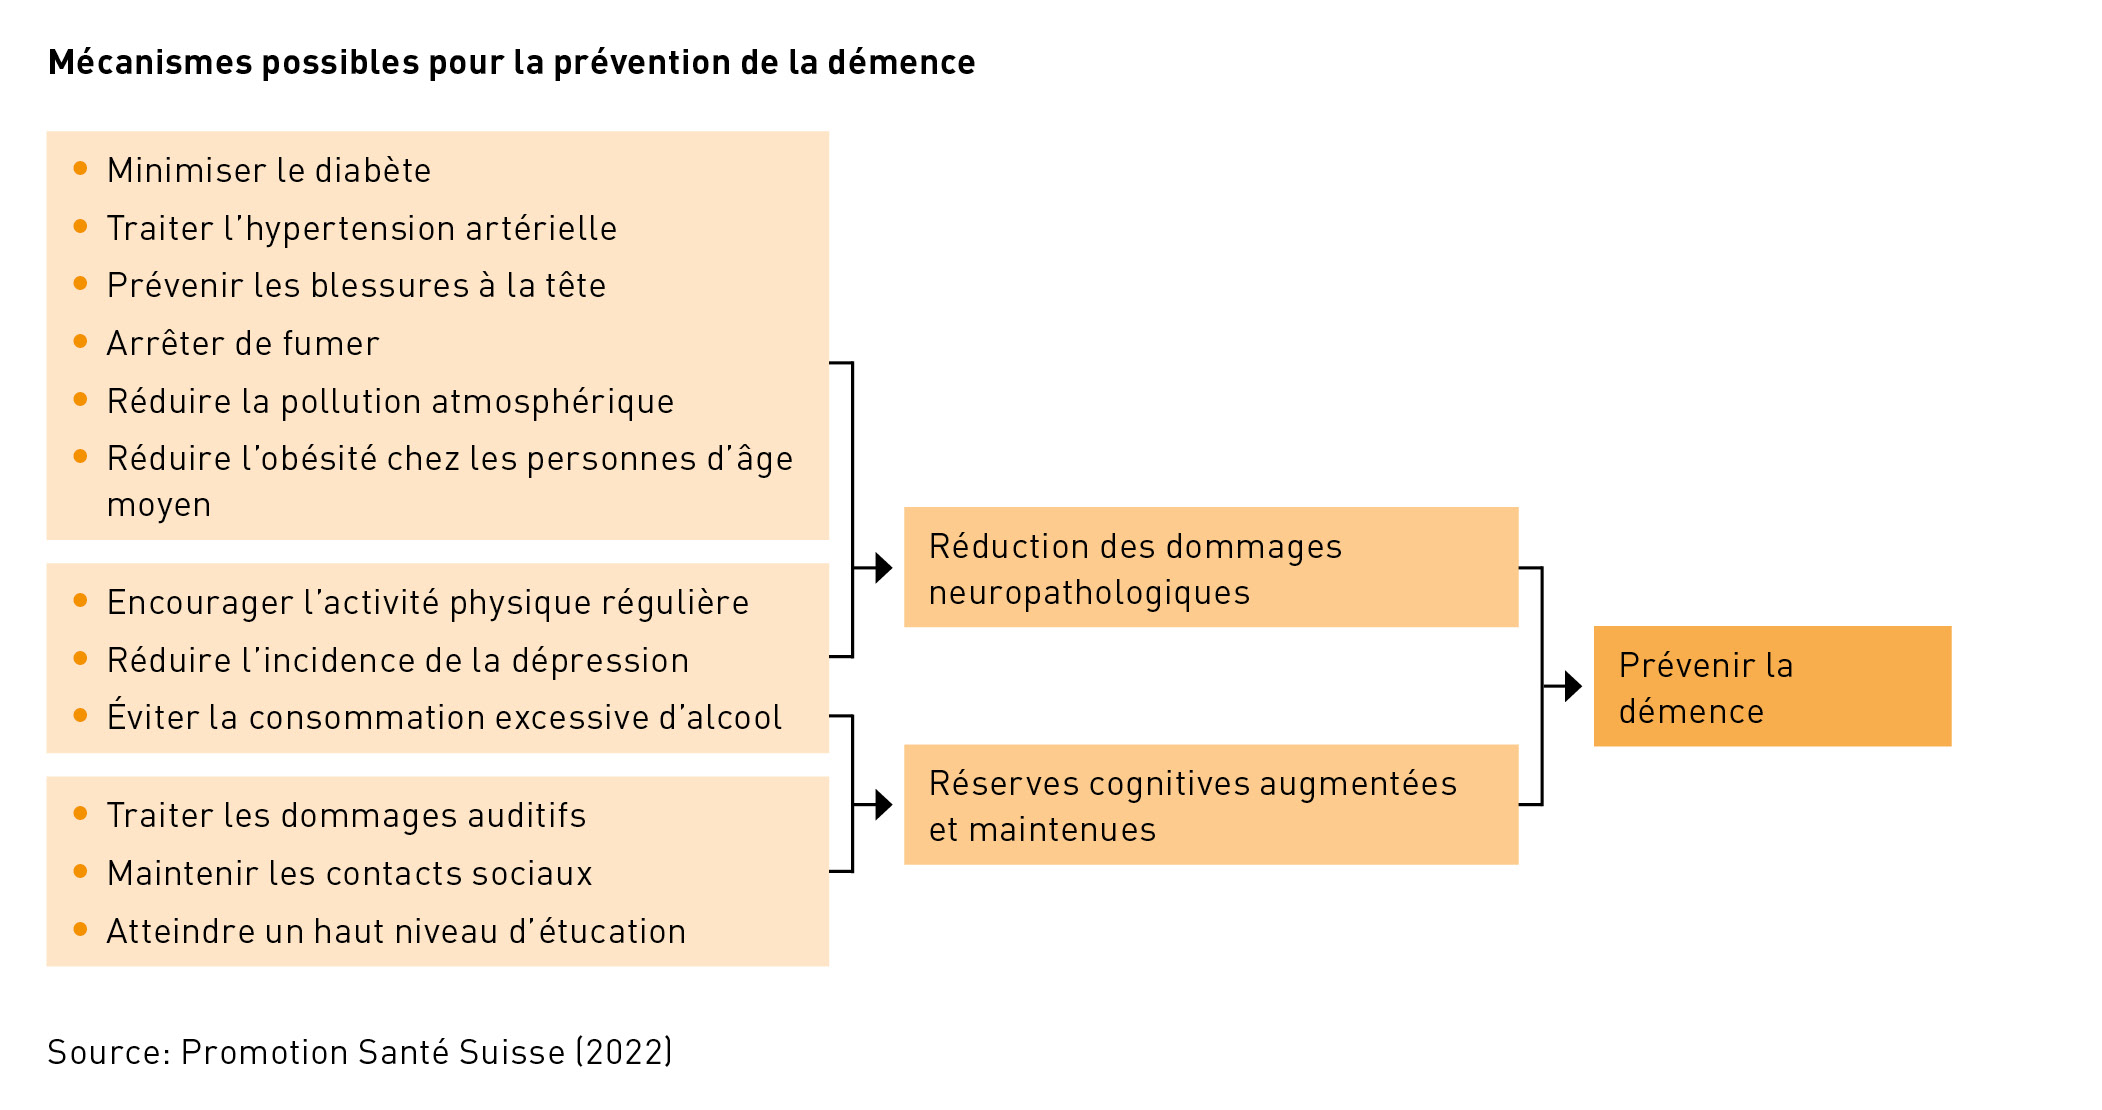 Mécanismes possibles pour la prévention de la démence
Minimiser le diabète
Traiter l’hypertension artérielle
Prévenir les blessures à la tête
Arrêter de fumer
Réduire la pollution atmosphérique
Réduire l’obésité chez les personnes d’âge
moyen
Encourager l’activité physique régulière
Réduire l’incidence de la dépression
Éviter la consommation excessive d’alcool
Traiter les dommages auditifs
Maintenir les contacts sociaux
Atteindre un haut niveau d’étucation
Réduction des dommages
neuropathologiques
Réserves cognitives augmentées
et maintenues
Prévenir la
démence
Source: Promotion Santé Suisse (2022)